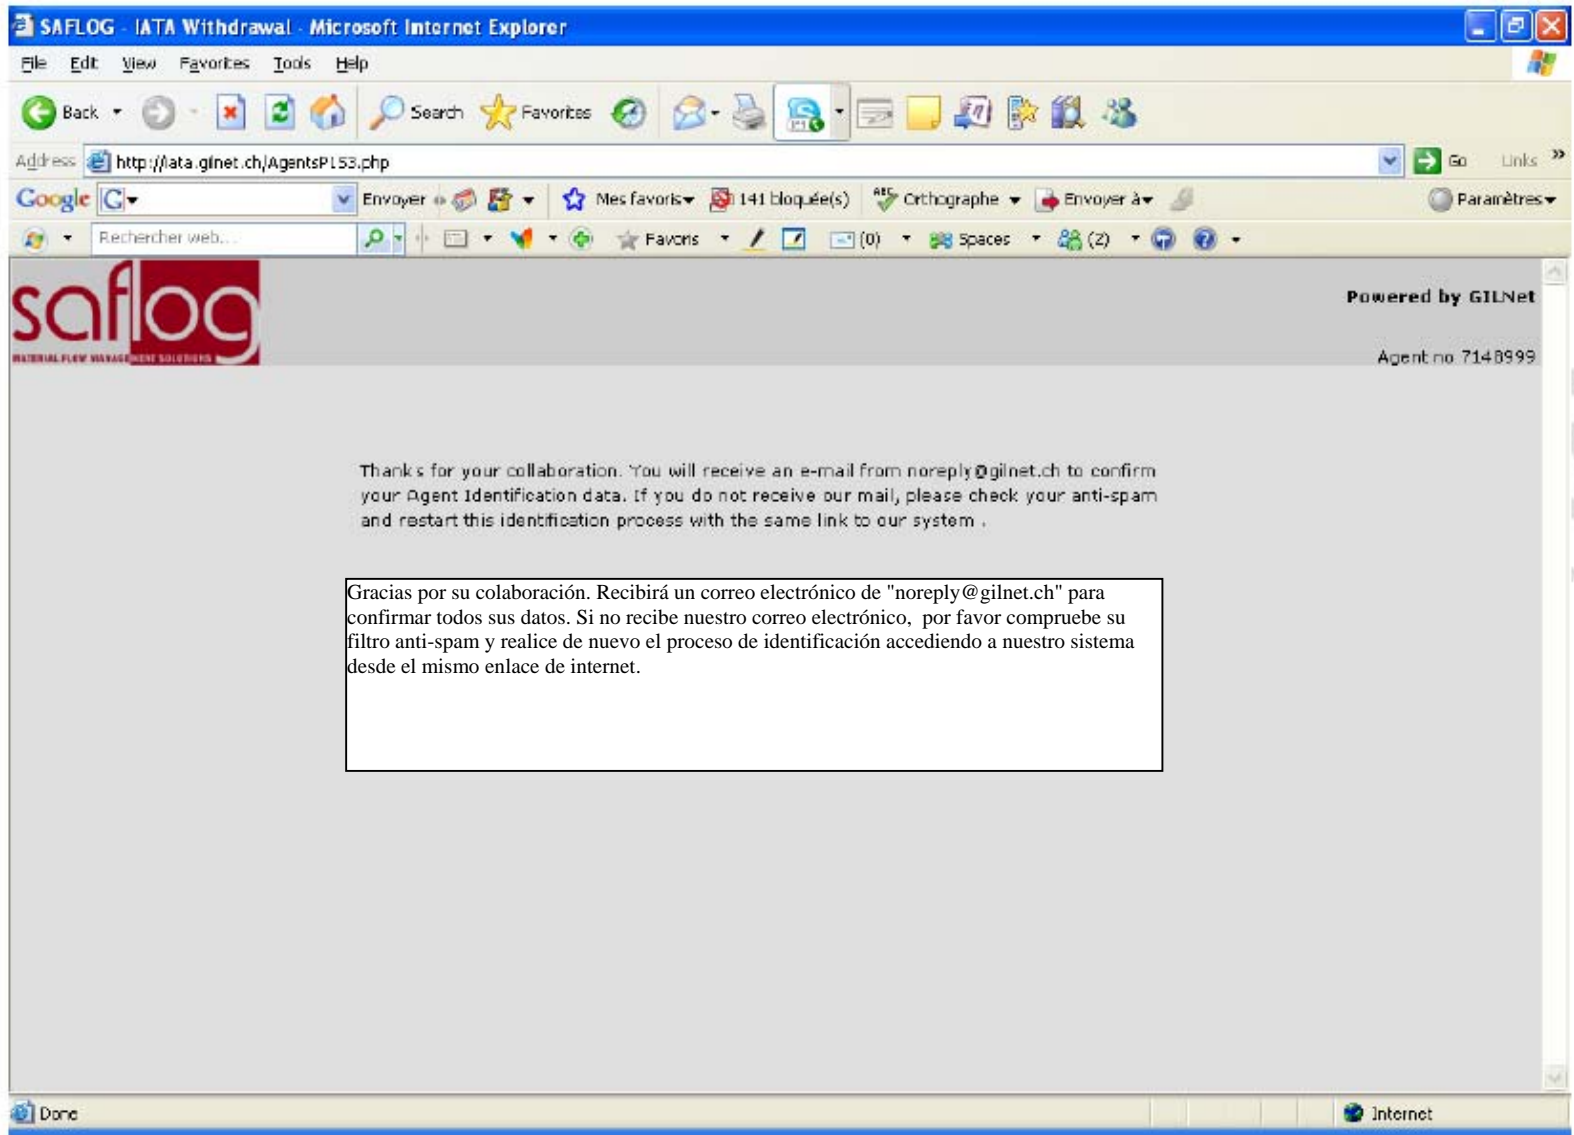 SAFLOG - IATA Withdrawal - Microsoft Internet Explorer
File Edit View Favorites Tools Help
Back Search Favorites
Address http://iata.gilnet.ch/AgentsP1S3.php Go Links »
Google G Envoyer Mes favoris 141 bloquée(s) ABC Orthographe Envoyer à Paramètres
Rechercher web... Favoris (0) Spaces (2)
saflog
MATERIAL FLOW MANAGEMENT SOLUTIONS
Powered by GILNet
Agent no 7148999
Thanks for your collaboration. You will receive an e-mail from noreply@gilnet.ch to confirm
your Agent Identification data. If you do not receive our mail, please check your anti-spam
and restart this identification process with the same link to our system .
Gracias por su colaboración. Recibirá un correo electrónico de "noreply@gilnet.ch" para
confirmar todos sus datos. Si no recibe nuestro correo electrónico, por favor compruebe su
filtro anti-spam y realice de nuevo el proceso de identificación accediendo a nuestro sistema
desde el mismo enlace de internet.
Done Internet